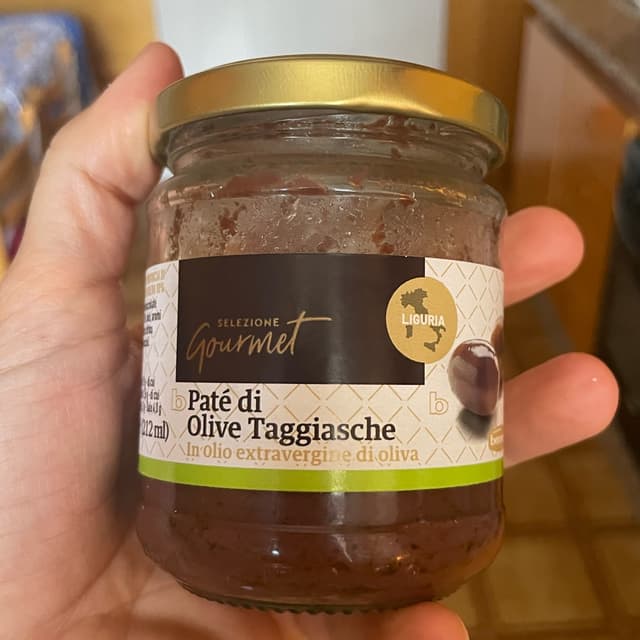 SELEZIONE
Gourmet
LIGURIA
b
Paté di
Olive Taggiasche
In olio extravergine di oliva
b
212 ml)